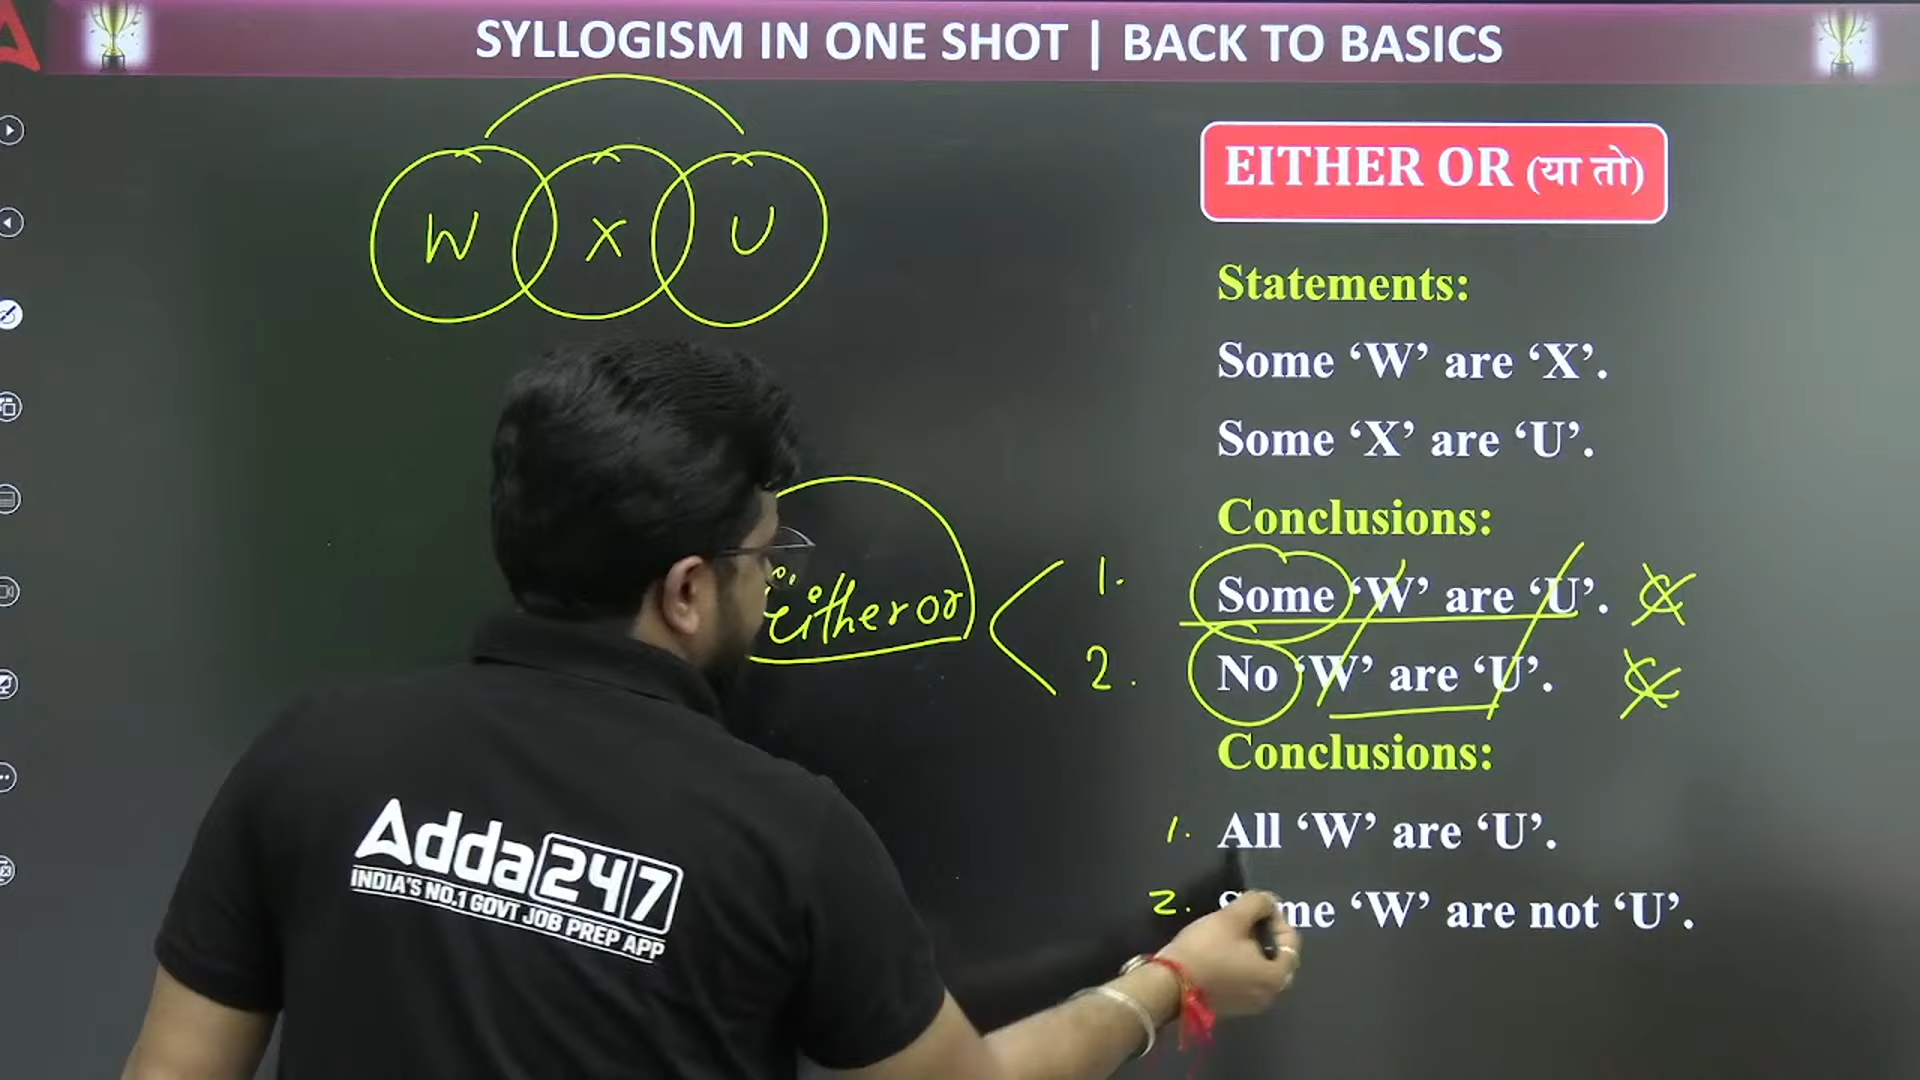 SYLLOGISM IN ONE SHOT | BACK TO BASICS
W X U
EITHER OR (या तो)
Statements:
Some ‘W’ are ‘X’.
Some ‘X’ are ‘U’.
Conclusions:
1. Some ‘W’ are ‘U’.
either or
2. No ‘W’ are ‘U’.
Conclusions:
1. All ‘W’ are ‘U’.
2. ‘W’ are not ‘U’.
Adda247
INDIA'S NO.1 GOVT JOB PREP APP